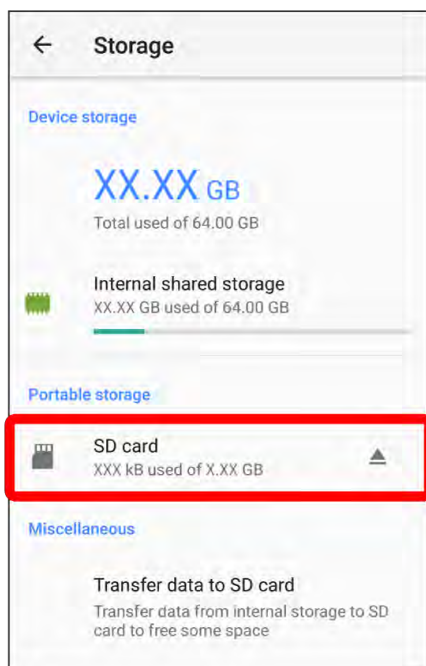 Storage
Device storage
XX.XX GB
Total used of 64.00 GB
Internal shared storage
XX.XX GB used of 64.00 GB
Portable storage
SD card
XXX kB used of X.XX GB
Miscellaneous
Transfer data to SD card
Transfer data from internal storage to SD
card to free some space